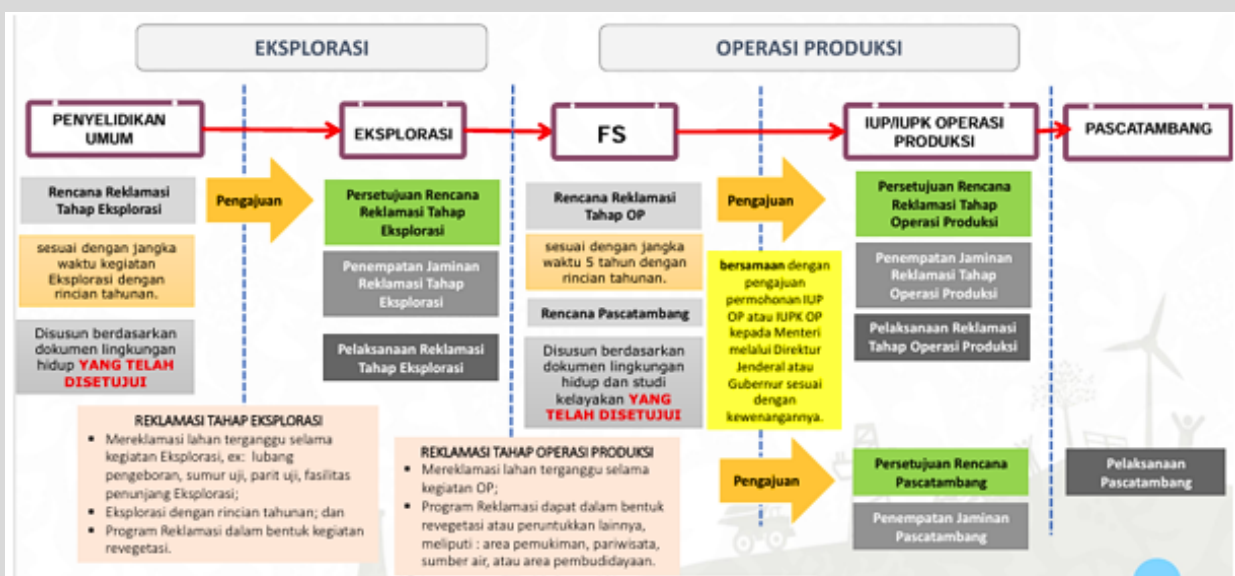 EKSPLORASI
OPERASI PRODUKSI
PENYELIDIKAN
UMUM
EKSPLORASI
FS
IUP/IUPK OPERASI
PRODUKSI
PASCATAMBANG
Rencana Reklamasi
Tahap Eksplorasi
sesuai dengan jangka
waktu kegiatan
Eksplorasi dengan
rincian tahunan.
Disusun berdasarkan
dokumen lingkungan
hidup YANG TELAH
DISETUJUI
Pengajuan
Persetujuan Rencana
Reklamasi Tahap
Eksplorasi
Penempatan Jaminan
Reklamasi Tahap
Eksplorasi
Pelaksanaan Reklamasi
Tahap Eksplorasi
Rencana Reklamasi
Tahap OP
sesuai dengan jangka
waktu 5 tahun dengan
rincian tahunan.
Rencana Pascatambang
Disusun berdasarkan
dokumen lingkungan
hidup dan studi
kelayakan YANG
TELAH DISETUJUI
Pengajuan
bersamaan dengan
pengajuan
permohonan IUP
OP atau IUPK OP
kepada Menteri
melalui Direktur
Jenderal atau
Gubernur sesuai
dengan
kewenangannya.
Persetujuan Rencana
Reklamasi Tahap
Operasi Produksi
Penempatan Jaminan
Reklamasi Tahap
Operasi Produksi
Pelaksanaan Reklamasi
Tahap Operasi Produksi
REKLAMASI TAHAP EKSPLORASI
▪ Mereklamasi lahan terganggu selama
kegiatan Eksplorasi, ex: lubang
pengeboran, sumur uji, parit uji, fasilitas
penunjang Eksplorasi;
▪ Eksplorasi dengan rincian tahunan; dan
▪ Program Reklamasi dalam bentuk kegiatan
revegetasi.
REKLAMASI TAHAP OPERASI PRODUKSI
▪ Mereklamasi lahan terganggu selama
kegiatan OP;
▪ Program Reklamasi dapat dalam bentuk
revegetasi atau peruntukkan lainnya,
meliputi : area pemukiman, pariwisata,
sumber air, atau area pembudidayaan.
Pengajuan
Persetujuan Rencana
Pascatambang
Penempatan Jaminan
Pascatambang
Pelaksanaan
Pascatambang